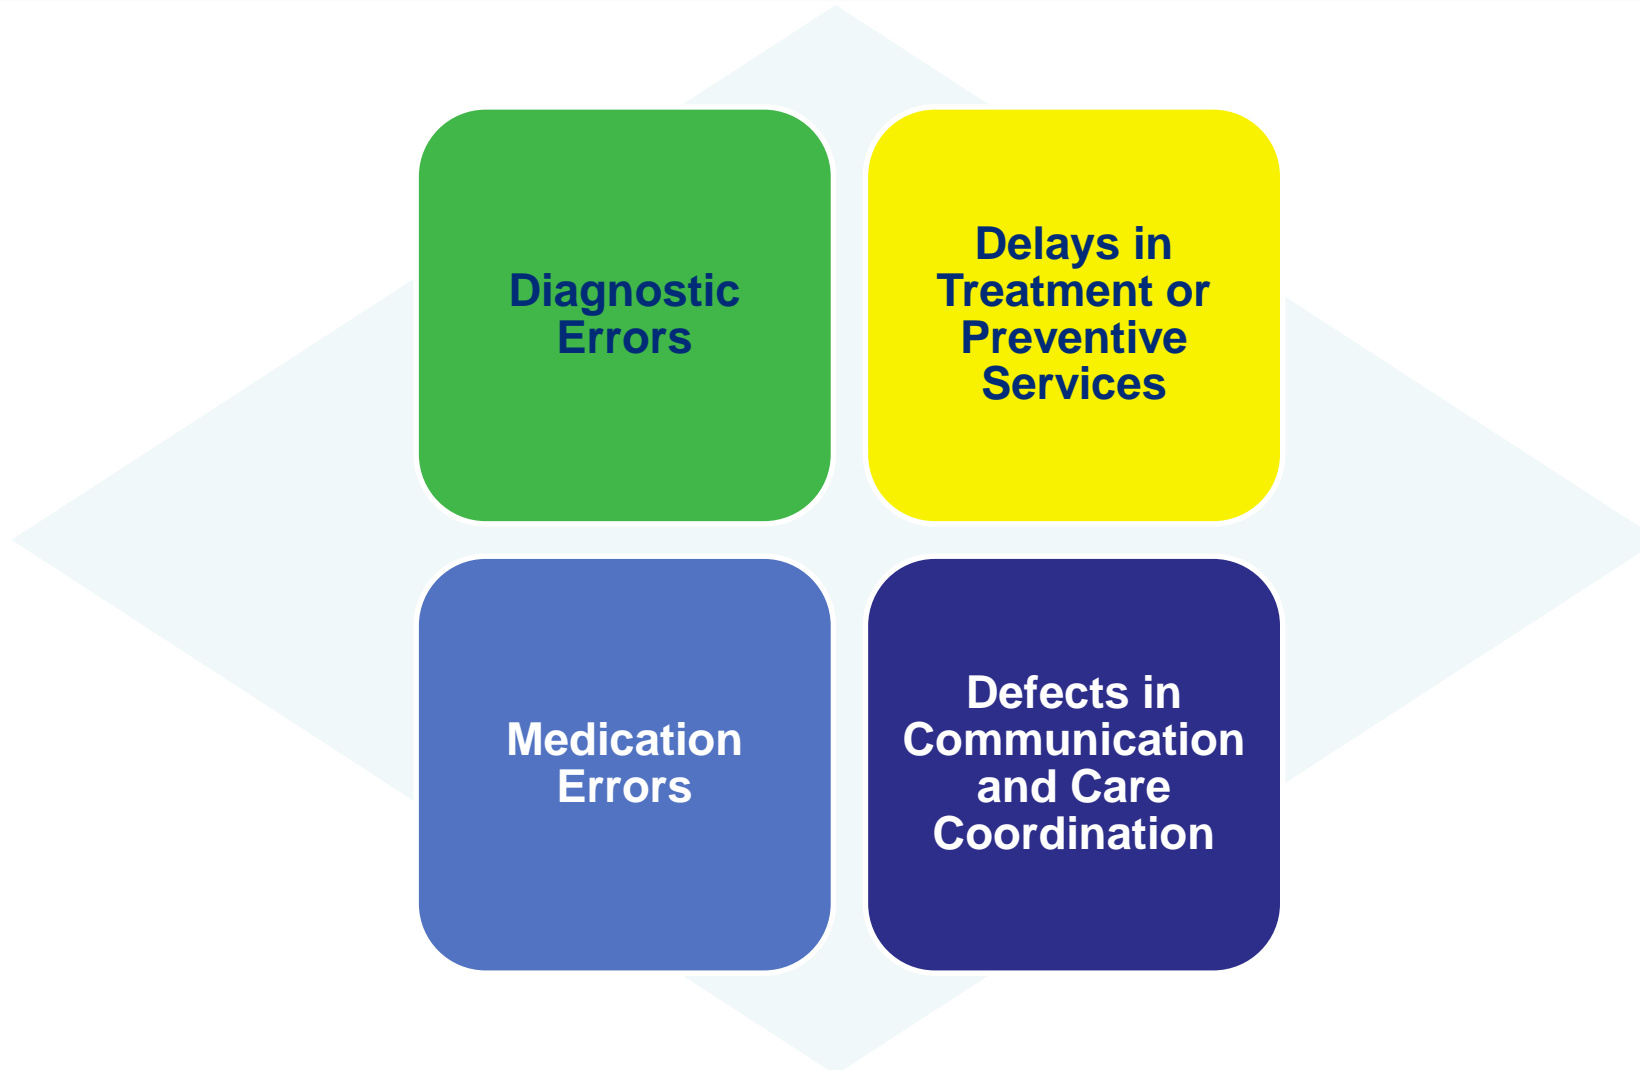 Diagnostic
Errors
Delays in
Treatment or
Preventive
Services
Medication
Errors
Defects in
Communication
and Care
Coordination